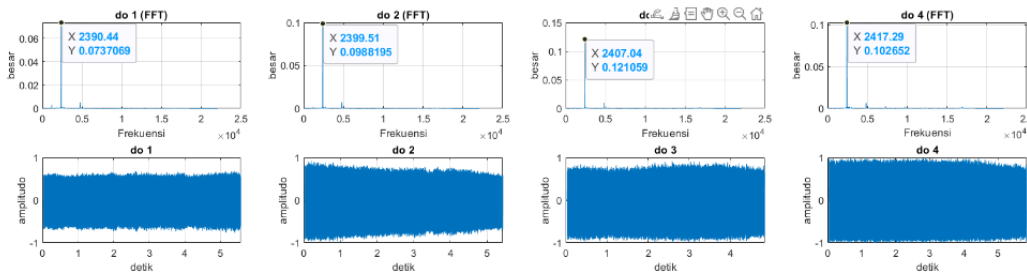 do 1 (FFT)
0.06
0.04
0.02
0
besar
X 2390.44
Y 0.0737069
0 0.5 1 1.5 2 2.5
Frekuensi
×10^4
do 2 (FFT)
0.1
0.05
0
besar
X 2399.51
Y 0.0988195
0 0.5 1 1.5 2 2.5
Frekuensi
×10^4
do
0.15
0.1
0.05
0
besar
X 2407.04
Y 0.121059
0 0.5 1 1.5 2 2.5
Frekuensi
×10^4
do 4 (FFT)
0.1
0.05
0
besar
X 2417.29
Y 0.102652
0 0.5 1 1.5 2 2.5
Frekuensi
×10^4
do 1
1
0
-1
amplitudo
0 1 2 3 4 5
detik
do 2
1
0
-1
amplitudo
0 1 2 3 4 5
detik
do 3
1
0
-1
amplitudo
0 1 2 3 4
detik
do 4
1
0
-1
amplitudo
0 1 2 3 4 5 6
detik